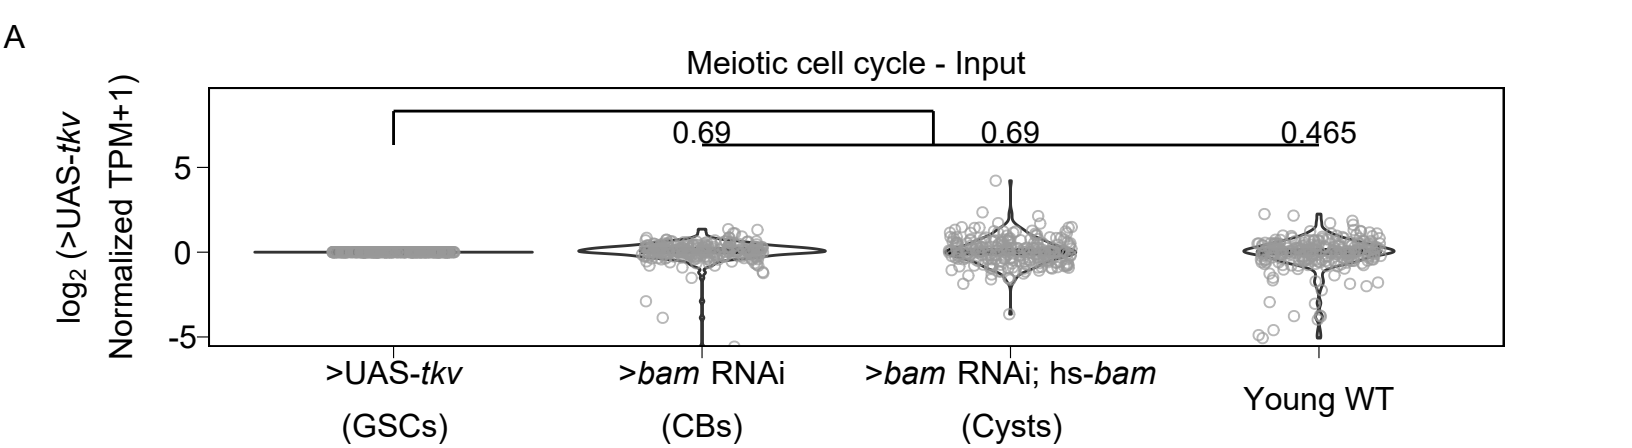 A
Meiotic cell cycle - Input
log2 (>UAS-tkv
Normalized TPM+1)
0.69 0.69 0.465
5
0
-5
>UAS-tkv >bam RNAi >bam RNAi; hs-bam Young WT
(GSCs) (CBs) (Cysts)